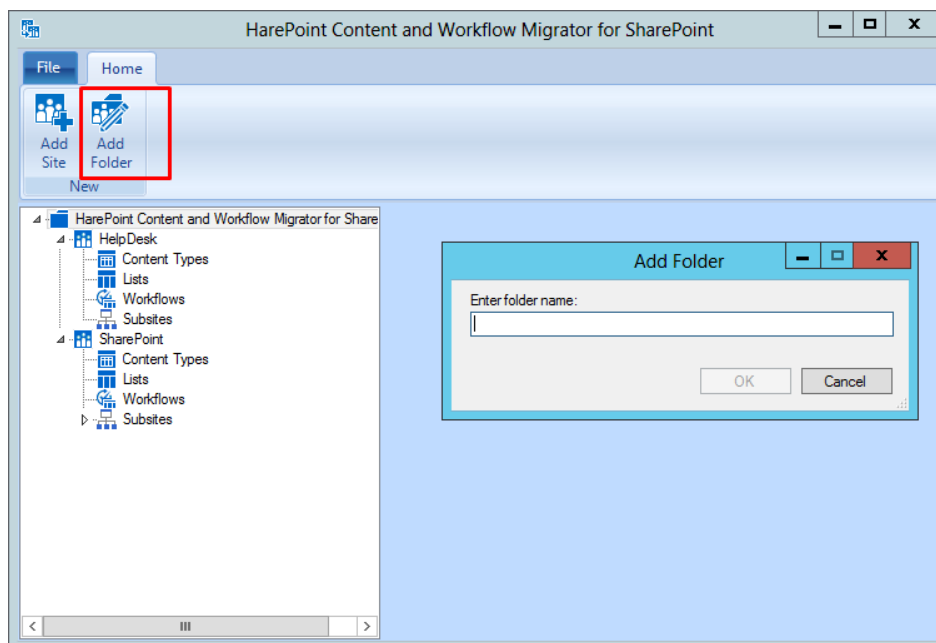 HarePoint Content and Workflow Migrator for SharePoint
File
Home
Add
Site
Add
Folder
New
HarePoint Content and Workflow Migrator for Share
HelpDesk
Content Types
Lists
Workflows
Subsites
SharePoint
Content Types
Lists
Workflows
Subsites
Add Folder
Enter folder name:
OK
Cancel